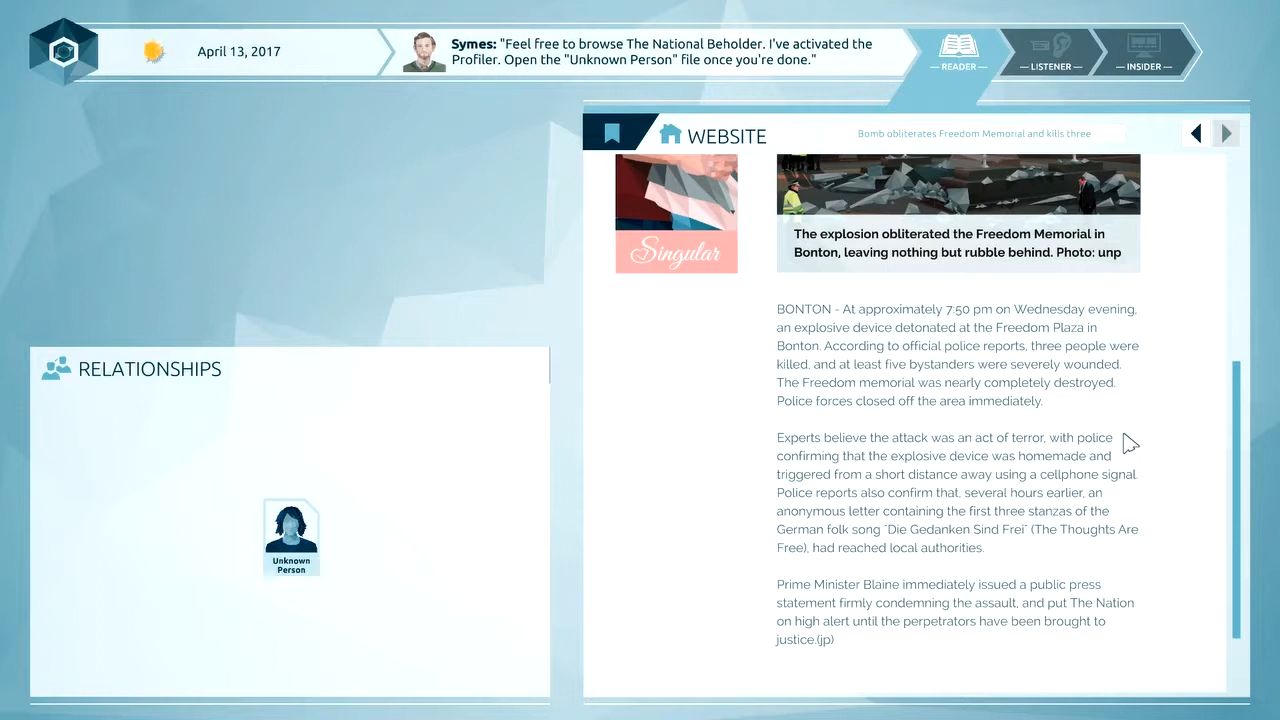 April 13, 2017
Symes: "Feel free to browse The National Beholder. I've activated the
Profiler. Open the "Unknown Person" file once you're done."
— READER —
— LISTENER —
— INSIDER —
WEBSITE
Bomb obliterates Freedom Memorial and kills three
Singular
The explosion obliterated the Freedom Memorial in
Bonton, leaving nothing but rubble behind. Photo: unp
BONTON - At approximately 7:50 pm on Wednesday evening,
an explosive device detonated at the Freedom Plaza in
Bonton. According to official police reports, three people were
killed, and at least five bystanders were severely wounded.
The Freedom memorial was nearly completely destroyed.
Police forces closed off the area immediately.
Experts believe the attack was an act of terror, with police
confirming that the explosive device was homemade and
triggered from a short distance away using a cellphone signal.
Police reports also confirm that, several hours earlier, an
anonymous letter containing the first three stanzas of the
German folk song "Die Gedanken Sind Frei" (The Thoughts Are
Free), had reached local authorities.
Prime Minister Blaine immediately issued a public press
statement firmly condemning the assault, and put The Nation
on high alert until the perpetrators have been brought to
justice.(jp)
RELATIONSHIPS
Unknown
Person